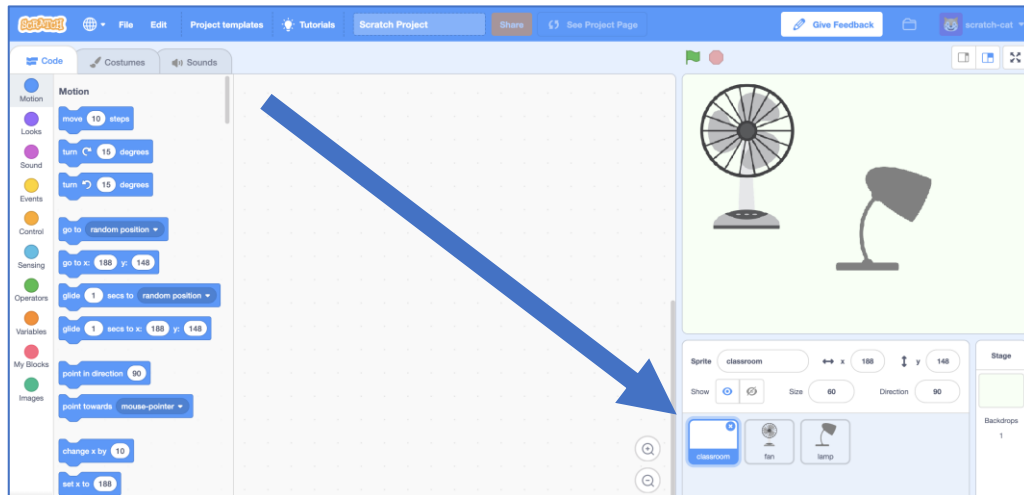 SCRATCH File Edit Project templates Tutorials Scratch Project Share See Project Page Give Feedback scratch-cat
Code Costumes Sounds
Motion
Looks
Sound
Events
Control
Sensing
Operators
Variables
My Blocks
Images
Motion
move 10 steps
turn 15 degrees
turn 15 degrees
go to random position
go to x: 188 y: 148
glide 1 secs to random position
glide 1 secs to x: 188 y: 148
point in direction 90
point towards mouse-pointer
change x by 10
set x to 188
Sprite classroom x 188 y 148
Show Size 60 Direction 90
classroom fan lamp
Stage
Backdrops
1